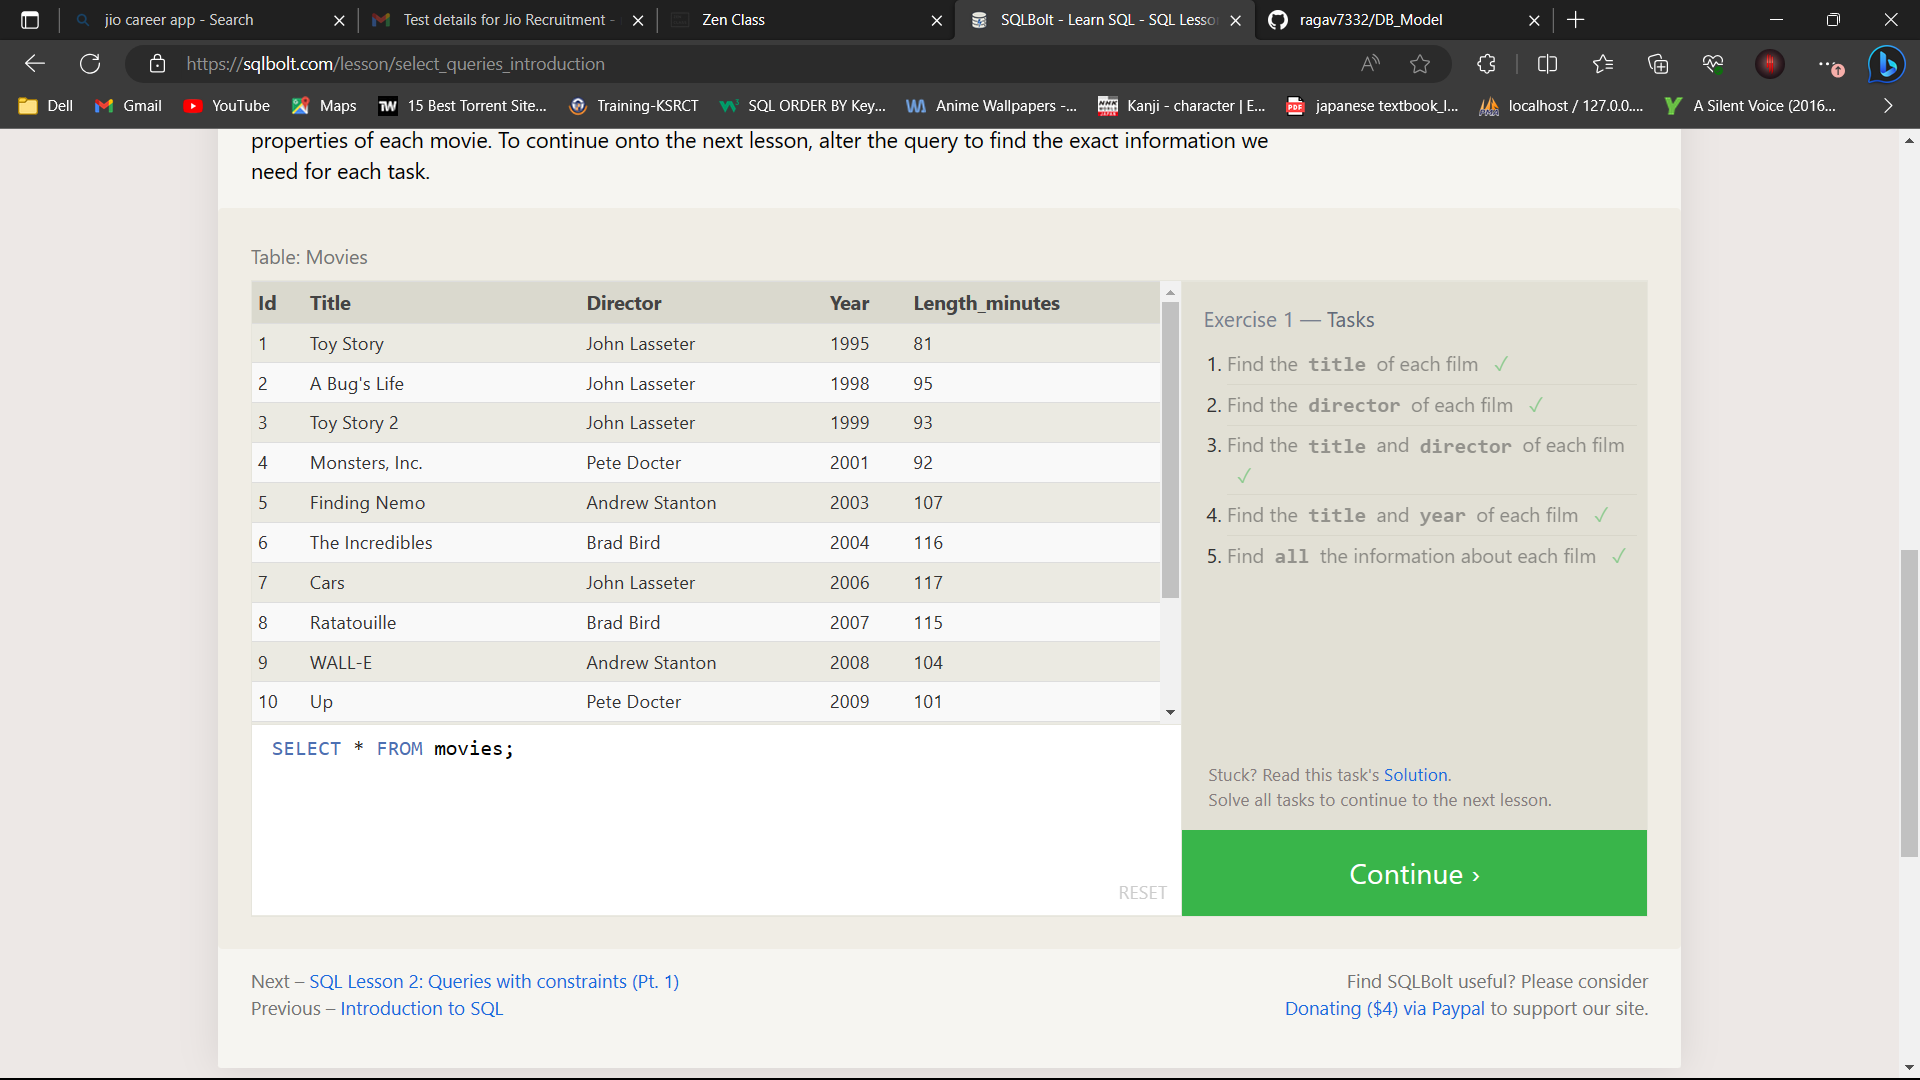 jio career app - Search
Test details for Jio Recruitment -
Zen Class
SQLBolt - Learn SQL - SQL Lesso
ragav7332/DB_Model
https://sqlbolt.com/lesson/select_queries_introduction
Dell
Gmail
YouTube
Maps
TW 15 Best Torrent Site...
Training-KSRCT
SQL ORDER BY Key...
Anime Wallpapers -...
Kanji - character | E...
PDF japanese textbook_I...
localhost / 127.0.0....
A Silent Voice (2016...
properties of each movie. To continue onto the next lesson, alter the query to find the exact information we
need for each task.
Table: Movies
Id Title Director Year Length_minutes
1 Toy Story John Lasseter 1995 81
2 A Bug's Life John Lasseter 1998 95
3 Toy Story 2 John Lasseter 1999 93
4 Monsters, Inc. Pete Docter 2001 92
5 Finding Nemo Andrew Stanton 2003 107
6 The Incredibles Brad Bird 2004 116
7 Cars John Lasseter 2006 117
8 Ratatouille Brad Bird 2007 115
9 WALL-E Andrew Stanton 2008 104
10 Up Pete Docter 2009 101
SELECT * FROM movies;
RESET
Exercise 1 — Tasks
1. Find the title of each film ✓
2. Find the director of each film ✓
3. Find the title and director of each film
✓
4. Find the title and year of each film ✓
5. Find all the information about each film ✓
Stuck? Read this task's Solution.
Solve all tasks to continue to the next lesson.
Continue ›
Next – SQL Lesson 2: Queries with constraints (Pt. 1)
Previous – Introduction to SQL
Find SQLBolt useful? Please consider
Donating ($4) via Paypal to support our site.